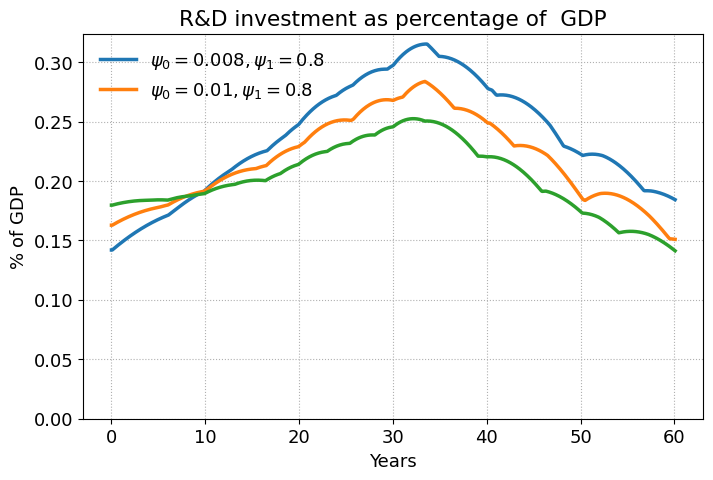 R&D investment as percentage of  GDP
ψ₀ = 0.008, ψ₁ = 0.8
ψ₀ = 0.01, ψ₁ = 0.8
% of GDP
0.30
0.25
0.20
0.15
0.10
0.05
0.00
0 10 20 30 40 50 60
Years